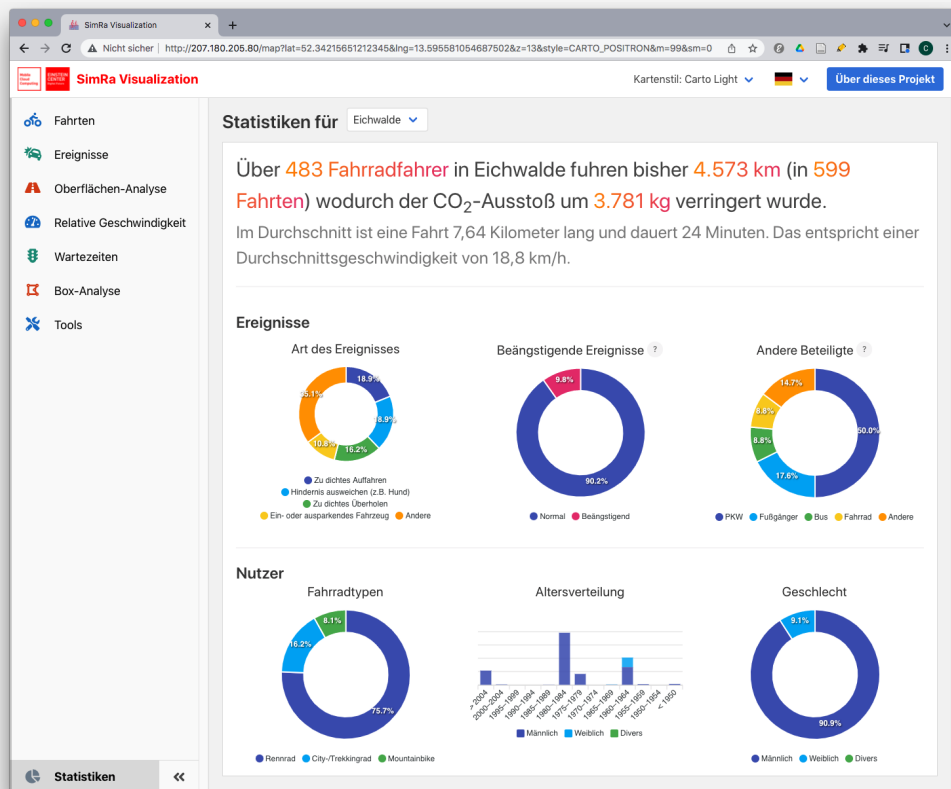 SimRa Visualization
Nicht sicher | http://207.180.205.80/map?lat=52.34215651212345&lng=13.595581054687502&z=13&style=CARTO_POSITRON&m=99&sm=0
C
Mobile Cloud Computing
EINSTEIN CENTER
SimRa Visualization
Kartenstil: Carto Light
Über dieses Projekt
Fahrten
Ereignisse
Oberflächen-Analyse
Relative Geschwindigkeit
Wartezeiten
Box-Analyse
Tools
Statistiken
Statistiken für Eichwalde
Über 483 Fahrradfahrer in Eichwalde fuhren bisher 4.573 km (in 599
Fahrten) wodurch der CO2-Ausstoß um 3.781 kg verringert wurde.
Im Durchschnitt ist eine Fahrt 7,64 Kilometer lang und dauert 24 Minuten. Das entspricht einer
Durchschnittsgeschwindigkeit von 18,8 km/h.
Ereignisse
Art des Ereignisses
18.9%
18.9%
16.2%
10.8%
35.1%
Zu dichtes Auffahren
Hindernis ausweichen (z.B. Hund)
Zu dichtes Überholen
Ein- oder ausparkendes Fahrzeug Andere
Beängstigende Ereignisse ?
9.8%
90.2%
Normal Beängstigend
Andere Beteiligte ?
14.7%
8.8%
8.8%
17.6%
50.0%
PKW Fußgänger Bus Fahrrad Andere
Nutzer
Fahrradtypen
8.1%
16.2%
75.7%
Rennrad City-/Trekkingrad Mountainbike
Altersverteilung
> 2004
2000–2004
1995–1999
1990–1994
1985–1989
1980–1984
1975–1979
1970–1974
1965–1969
1960–1964
1955–1959
1950–1954
< 1950
Männlich Weiblich Divers
Geschlecht
9.1%
90.9%
Männlich Weiblich Divers